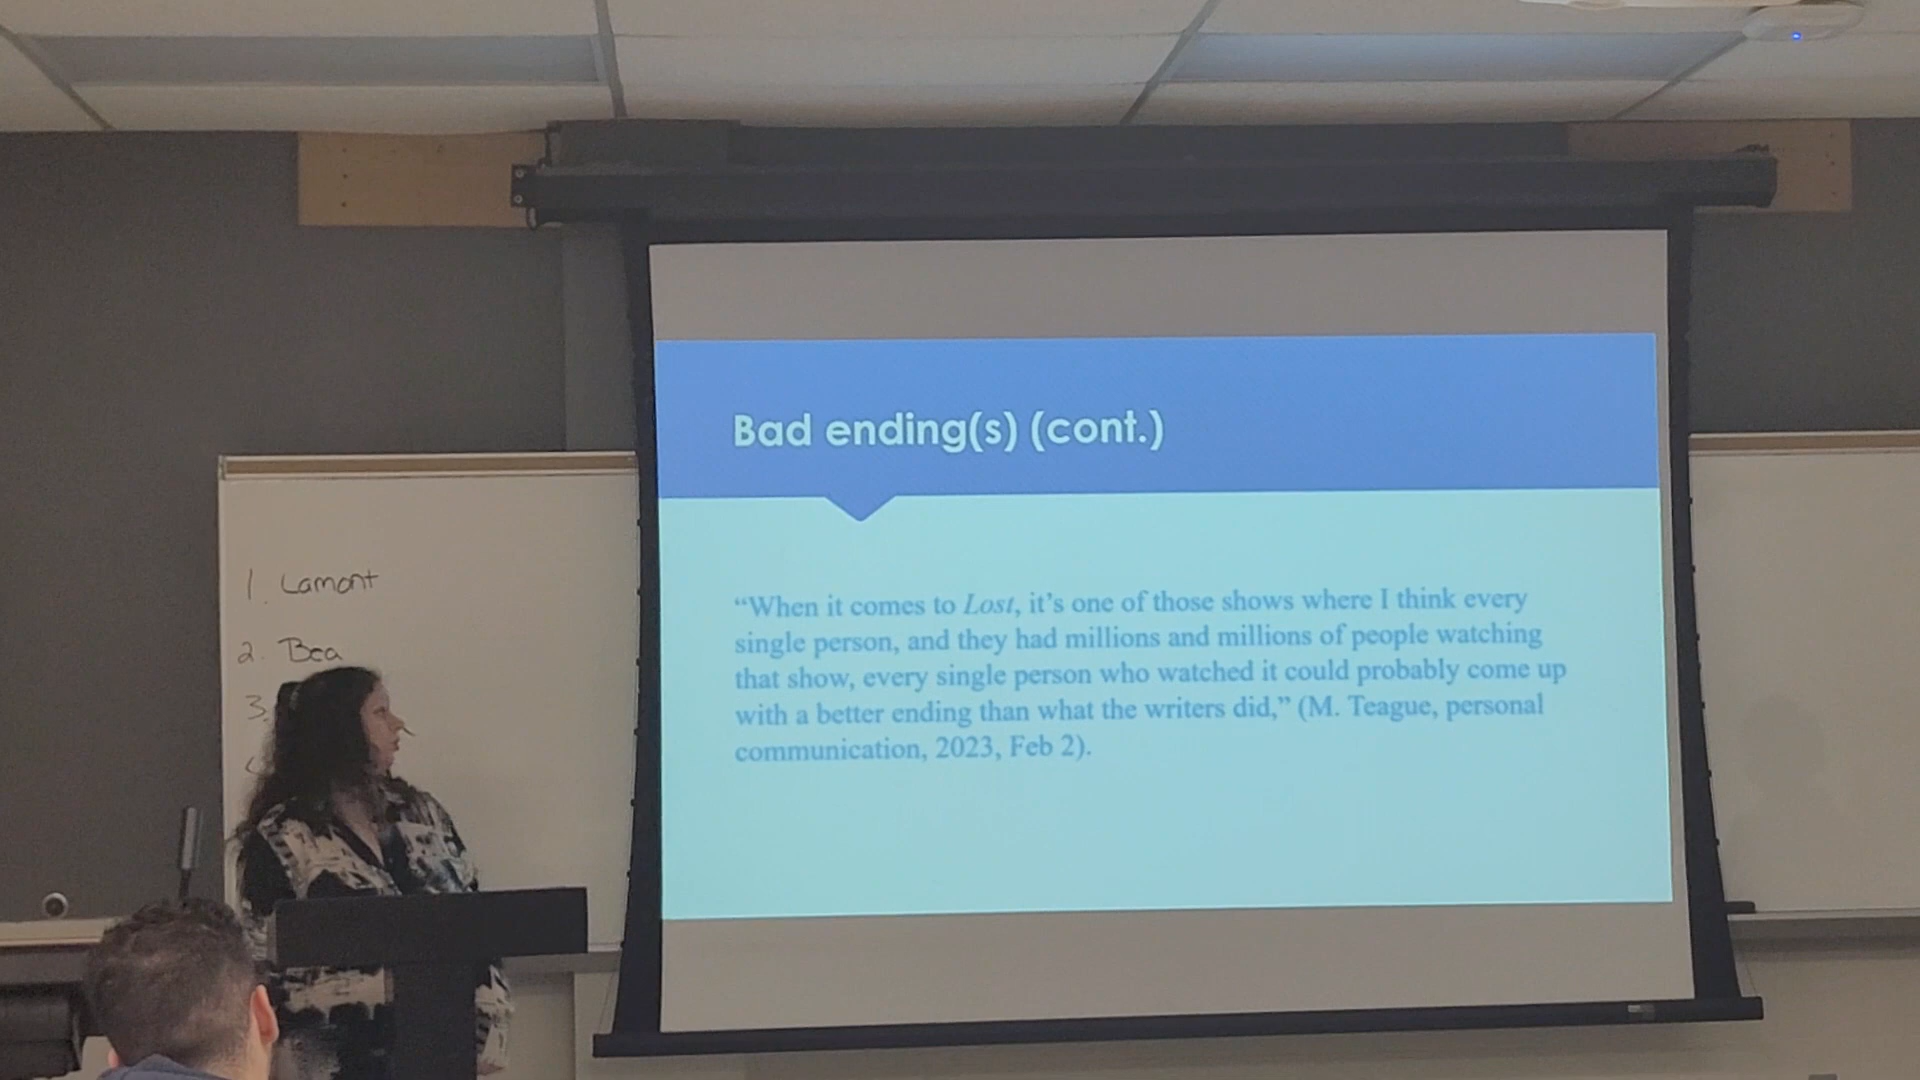 Bad ending(s) (cont.)
“When it comes to Lost, it’s one of those shows where I think every
single person, and they had millions and millions of people watching
that show, every single person who watched it could probably come up
with a better ending than what the writers did,” (M. Teague, personal
communication, 2023, Feb 2).
1. Lamont
2. Bea
3.